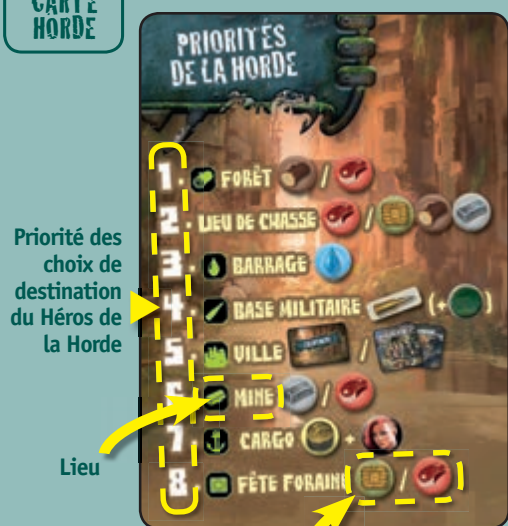 CARTE
HORDE
PRIORITÉS
DE LA HORDE
1. FORÊT /
2. LIEU DE CHASSE /
3. BARRAGE
4. BASE MILITAIRE (+ )
5. VILLE /
6. MINE /
7. CARGO +
8. FÊTE FORAINE /
Priorité des
choix de
destination
du Héros de
la Horde
Lieu